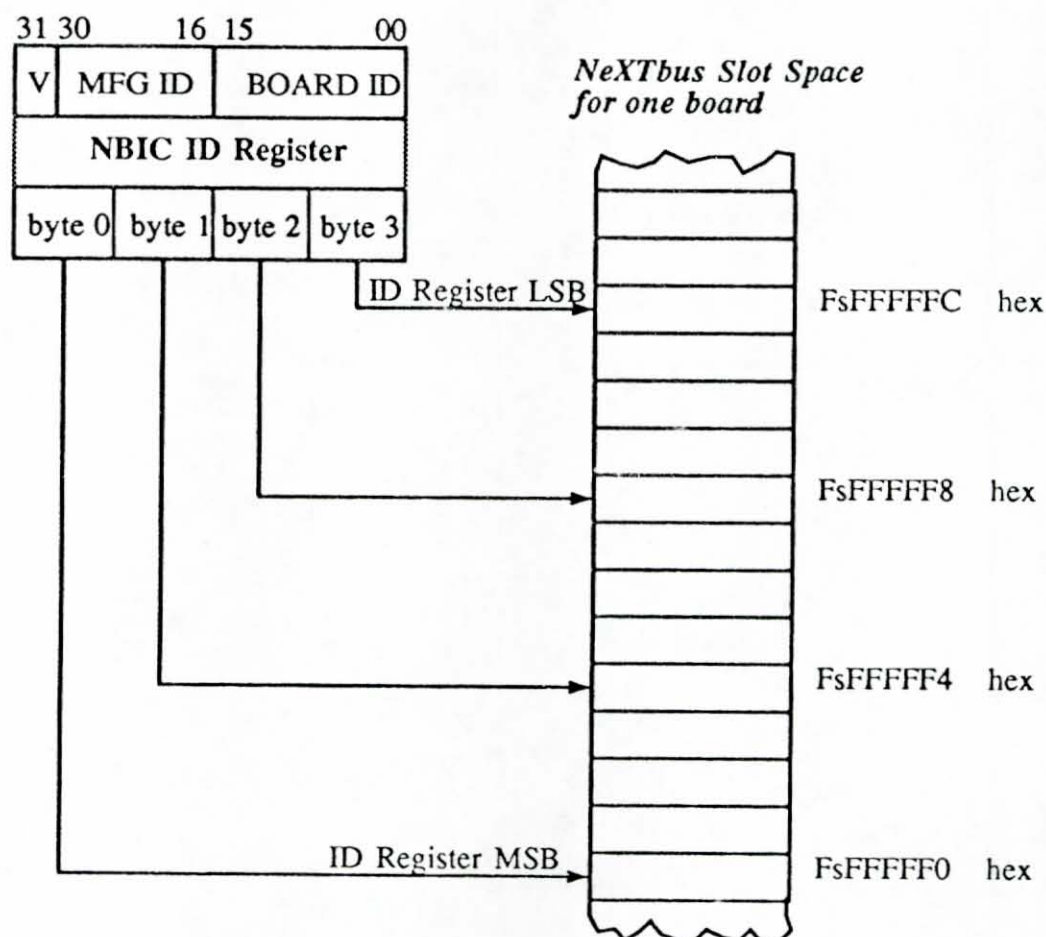 31 30 16 15 00
V MFG ID BOARD ID
NBIC ID Register
byte 0 byte 1 byte 2 byte 3
NeXTbus Slot Space
for one board
ID Register LSB
FsFFFFFC hex
FsFFFFF8 hex
FsFFFFF4 hex
ID Register MSB
FsFFFFF0 hex